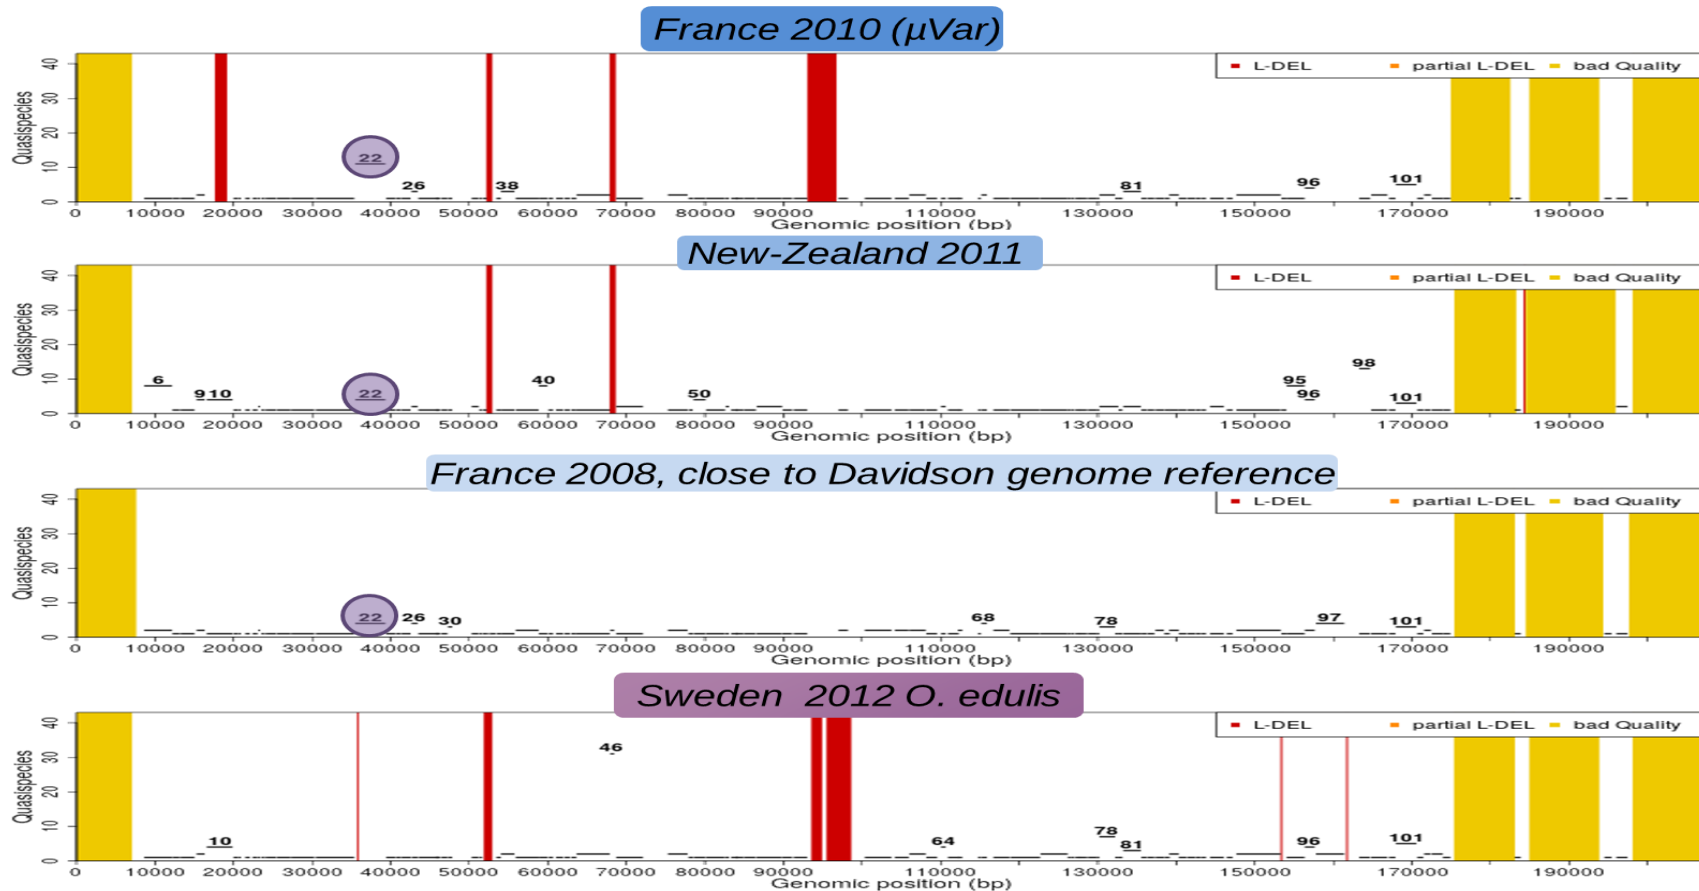 France 2010 (µVar)
L-DEL partial L-DEL bad Quality
Quasispecies
40
30
20
10
0
22
26 38 81 96 101
0 10000 20000 30000 40000 50000 60000 70000 80000 90000 110000 130000 150000 170000 190000
Genomic position (bp)
New-Zealand 2011
L-DEL partial L-DEL bad Quality
Quasispecies
40
30
20
10
0
98
6 40 95
9 10 22 50 96 101
0 10000 20000 30000 40000 50000 60000 70000 80000 90000 110000 130000 150000 170000 190000
Genomic position (bp)
France 2008, close to Davidson genome reference
L-DEL partial L-DEL bad Quality
Quasispecies
40
30
20
10
0
22 26 30 68 78 97 101
0 10000 20000 30000 40000 50000 60000 70000 80000 90000 110000 130000 150000 170000 190000
Genomic position (bp)
Sweden 2012 O. edulis
L-DEL partial L-DEL bad Quality
Quasispecies
40
30
20
10
0
46
10 64 78 81 96 101
0 10000 20000 30000 40000 50000 60000 70000 80000 90000 110000 130000 150000 170000 190000
Genomic position (bp)